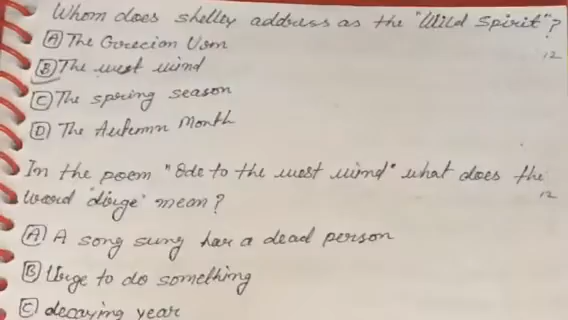 Whom does shelley address as the "Wild Spirit"?
12
(A) The Grecian Urn
(B) The west wind
(C) The spring season
(D) The Autumn Month
In the poem "Ode to the west wind" what does the
12
word 'dirge' mean?
(A) A song sung for a dead person
(B) Urge to do something
(C) decaying year